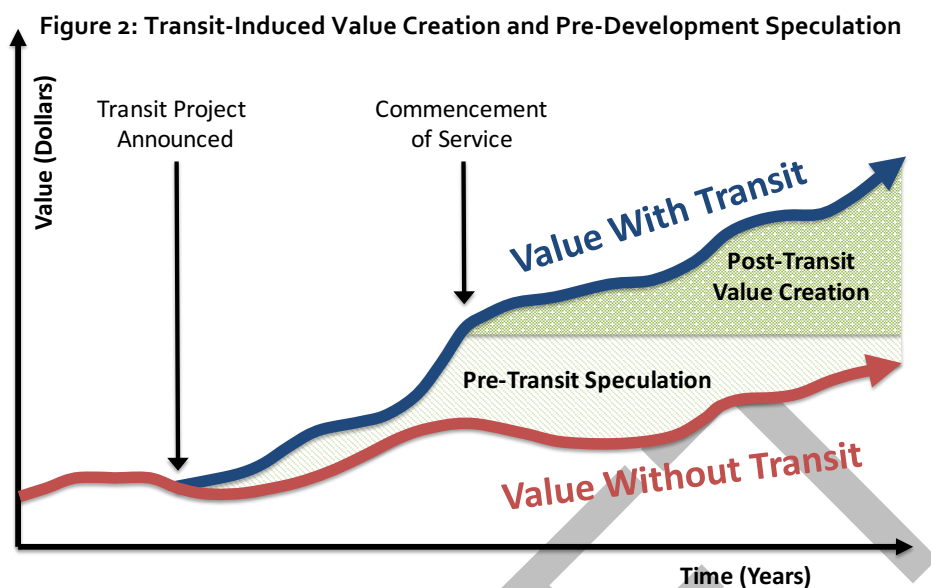 Figure 2: Transit-Induced Value Creation and Pre-Development Speculation
Value (Dollars)
Transit Project
Announced
Commencement
of Service
Value With Transit
Post-Transit
Value Creation
Pre-Transit Speculation
Value Without Transit
Time (Years)